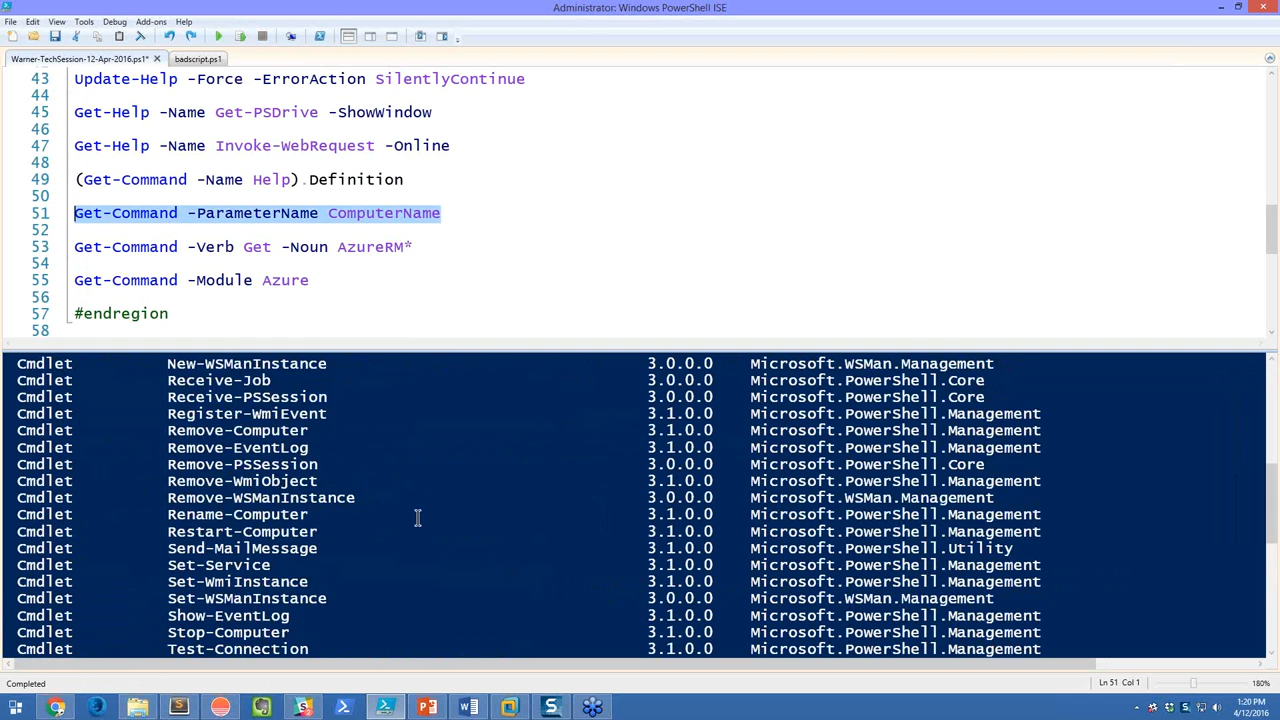 Administrator: Windows PowerShell ISE
File Edit View Tools Debug Add-ons Help
Warner-TechSession-12-Apr-2016.ps1* badscript.ps1
43 Update-Help -Force -ErrorAction SilentlyContinue
44
45 Get-Help -Name Get-PSDrive -ShowWindow
46
47 Get-Help -Name Invoke-WebRequest -Online
48
49 (Get-Command -Name Help).Definition
50
51 Get-Command -ParameterName ComputerName
52
53 Get-Command -Verb Get -Noun AzureRM*
54
55 Get-Command -Module Azure
56
57 #endregion
58
Cmdlet New-WSManInstance 3.0.0.0 Microsoft.WSMan.Management
Cmdlet Receive-Job 3.0.0.0 Microsoft.PowerShell.Core
Cmdlet Receive-PSSession 3.0.0.0 Microsoft.PowerShell.Core
Cmdlet Register-WmiEvent 3.1.0.0 Microsoft.PowerShell.Management
Cmdlet Remove-Computer 3.1.0.0 Microsoft.PowerShell.Management
Cmdlet Remove-EventLog 3.1.0.0 Microsoft.PowerShell.Management
Cmdlet Remove-PSSession 3.0.0.0 Microsoft.PowerShell.Core
Cmdlet Remove-WmiObject 3.1.0.0 Microsoft.PowerShell.Management
Cmdlet Remove-WSManInstance 3.0.0.0 Microsoft.WSMan.Management
Cmdlet Rename-Computer 3.1.0.0 Microsoft.PowerShell.Management
Cmdlet Restart-Computer 3.1.0.0 Microsoft.PowerShell.Management
Cmdlet Send-MailMessage 3.1.0.0 Microsoft.PowerShell.Utility
Cmdlet Set-Service 3.1.0.0 Microsoft.PowerShell.Management
Cmdlet Set-WmiInstance 3.1.0.0 Microsoft.PowerShell.Management
Cmdlet Set-WSManInstance 3.0.0.0 Microsoft.WSMan.Management
Cmdlet Show-EventLog 3.1.0.0 Microsoft.PowerShell.Management
Cmdlet Stop-Computer 3.1.0.0 Microsoft.PowerShell.Management
Cmdlet Test-Connection 3.1.0.0 Microsoft.PowerShell.Management
Completed Ln 51 Col 1 180%
1:20 PM
4/12/2016